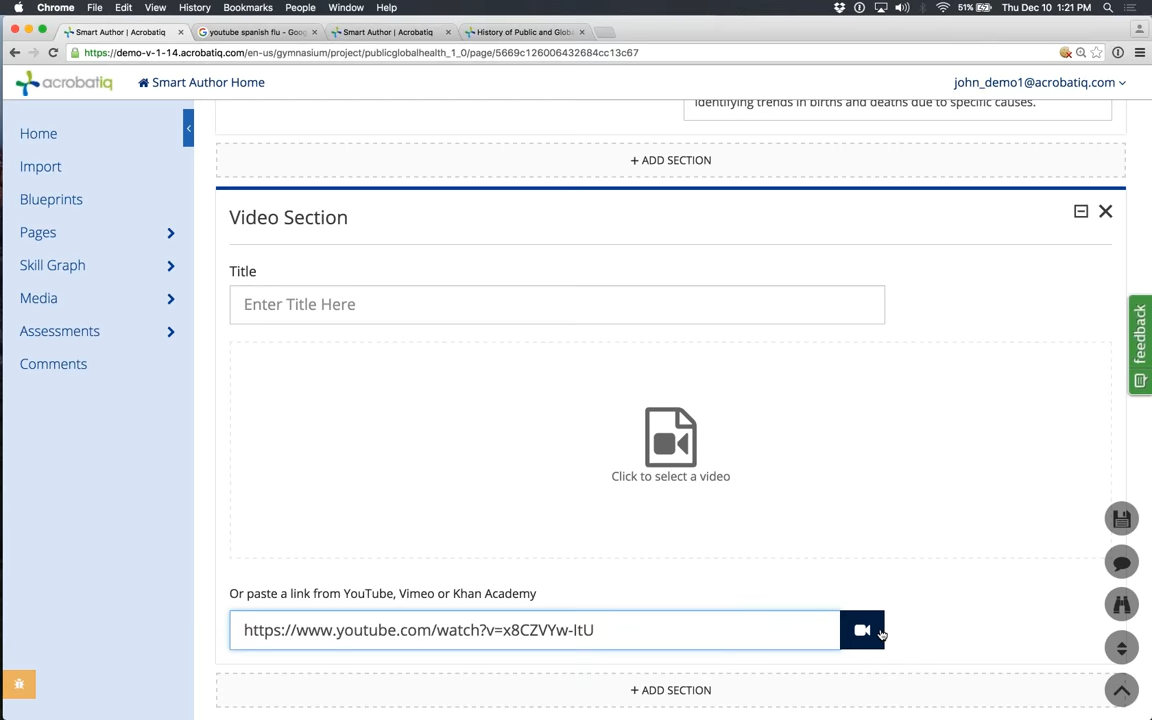 Chrome File Edit View History Bookmarks People Window Help 51% Thu Dec 10 1:21 PM
Smart Author | Acrobatiq youtube spanish flu - Goog Smart Author | Acrobatiq History of Public and Globa
https://demo-v-1-14.acrobatiq.com/en-us/gymnasium/project/publicglobalhealth_1_0/page/5669c126006432684cc13c67
acrobatiq Smart Author Home john_demo1@acrobatiq.com
identifying trends in births and deaths due to specific causes.
Home
Import
Blueprints
Pages
Skill Graph
Media
Assessments
Comments
+ ADD SECTION
Video Section
Title
Enter Title Here
Click to select a video
Or paste a link from YouTube, Vimeo or Khan Academy
https://www.youtube.com/watch?v=x8CZVYw-ItU
+ ADD SECTION
feedback